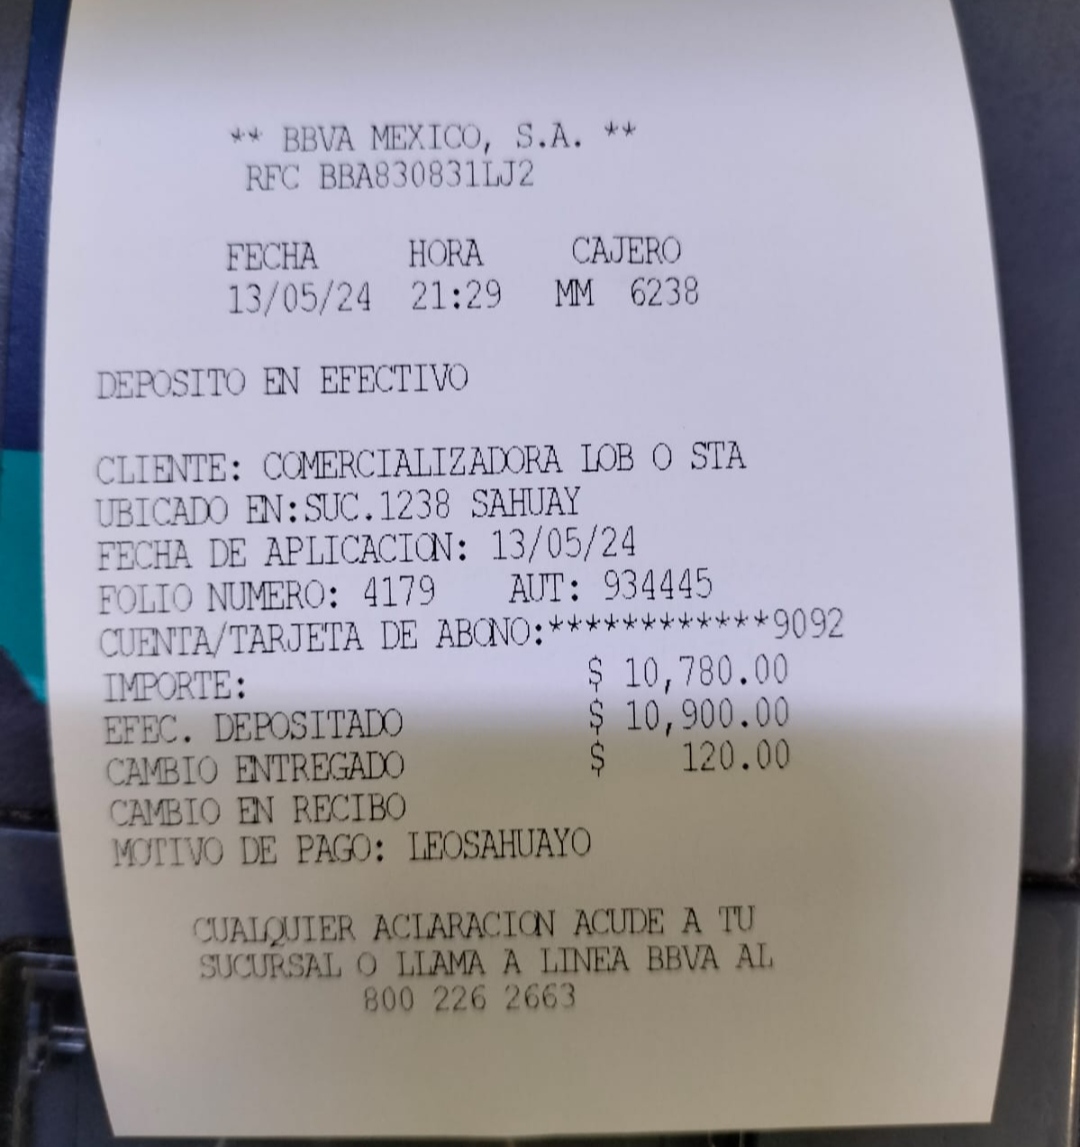 ** BBVA MEXICO, S.A. **
RFC BBA830831LJ2
FECHA HORA CAJERO
13/05/24 21:29 MM 6238
DEPOSITO EN EFECTIVO
CLIENTE: COMERCIALIZADORA LOB O STA
UBICADO EN:SUC.1238 SAHUAY
FECHA DE APLICACION: 13/05/24
FOLIO NUMERO: 4179 AUT: 934445
CUENTA/TARJETA DE ABONO:************9092
IMPORTE: $ 10,780.00
EFEC. DEPOSITADO $ 10,900.00
CAMBIO ENTREGADO $ 120.00
CAMBIO EN RECIBO
MOTIVO DE PAGO: LEOSAHUAYO
CUALQUIER ACLARACION ACUDE A TU
SUCURSAL O LLAMA A LINEA BBVA AL
800 226 2663